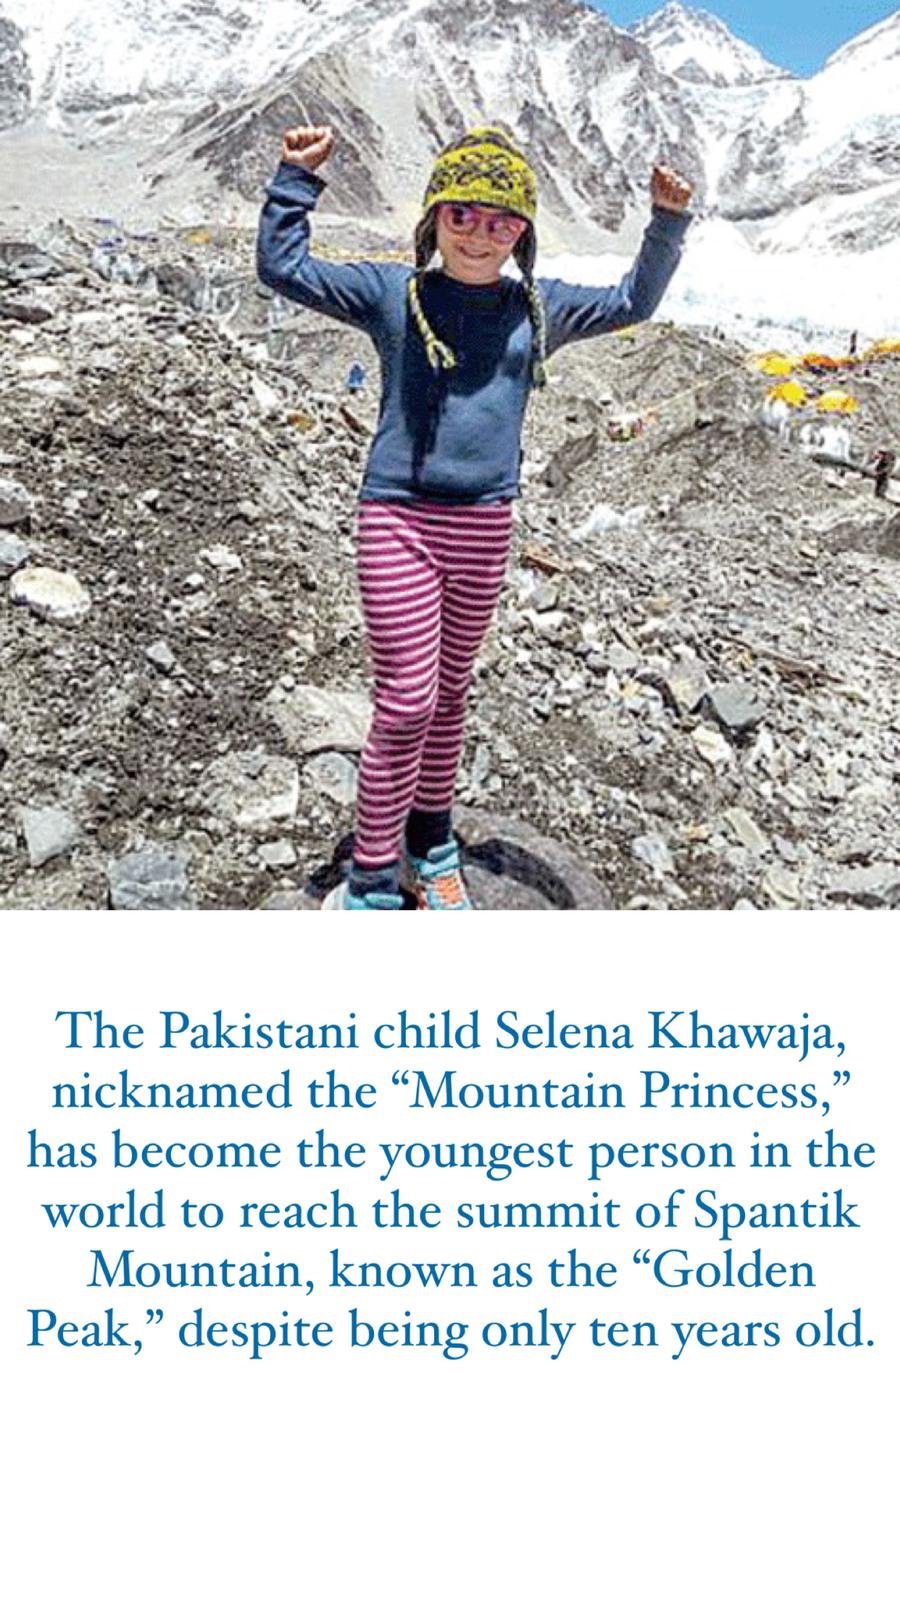 The Pakistani child Selena Khawaja,
nicknamed the “Mountain Princess,”
has become the youngest person in the
world to reach the summit of Spantik
Mountain, known as the “Golden
Peak,” despite being only ten years old.